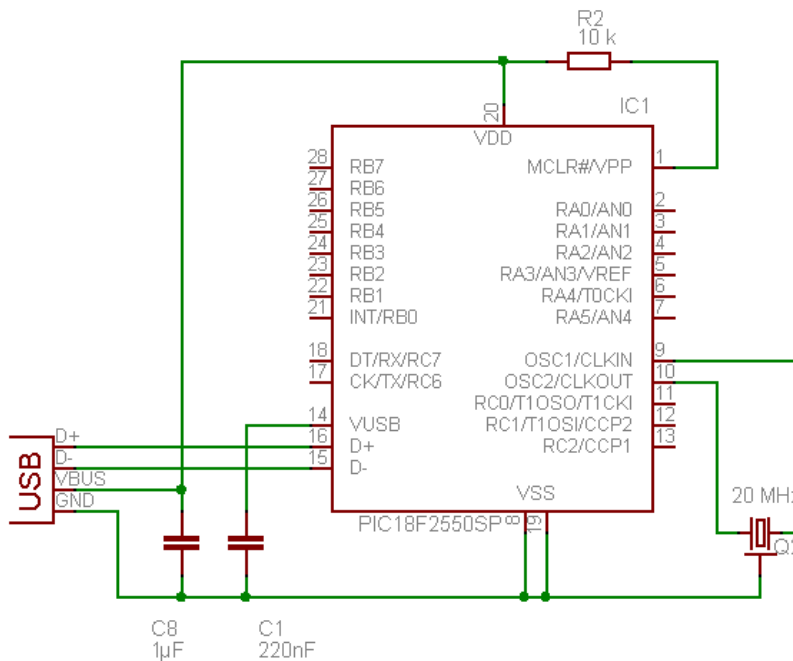 R2
10 k
IC1
20
VDD
28 RB7
27 RB6
26 RB5
25 RB4
24 RB3
23 RB2
22 RB1
21 INT/RB0
18 DT/RX/RC7
17 CK/TX/RC6
14 VUSB
16 D+
15 D-
MCLR#/VPP 1
RA0/AN0 2
RA1/AN1 3
RA2/AN2 4
RA3/AN3/VREF 5
RA4/T0CKI 6
RA5/AN4 7
OSC1/CLKIN 9
OSC2/CLKOUT 10
RC0/T1OSO/T1CKI 11
RC1/T1OSI/CCP2 12
RC2/CCP1 13
VSS
PIC18F2550SP
8
19
USB
D+
D-
VBUS
GND
20 MHz
Q2
C8
1µF
C1
220nF